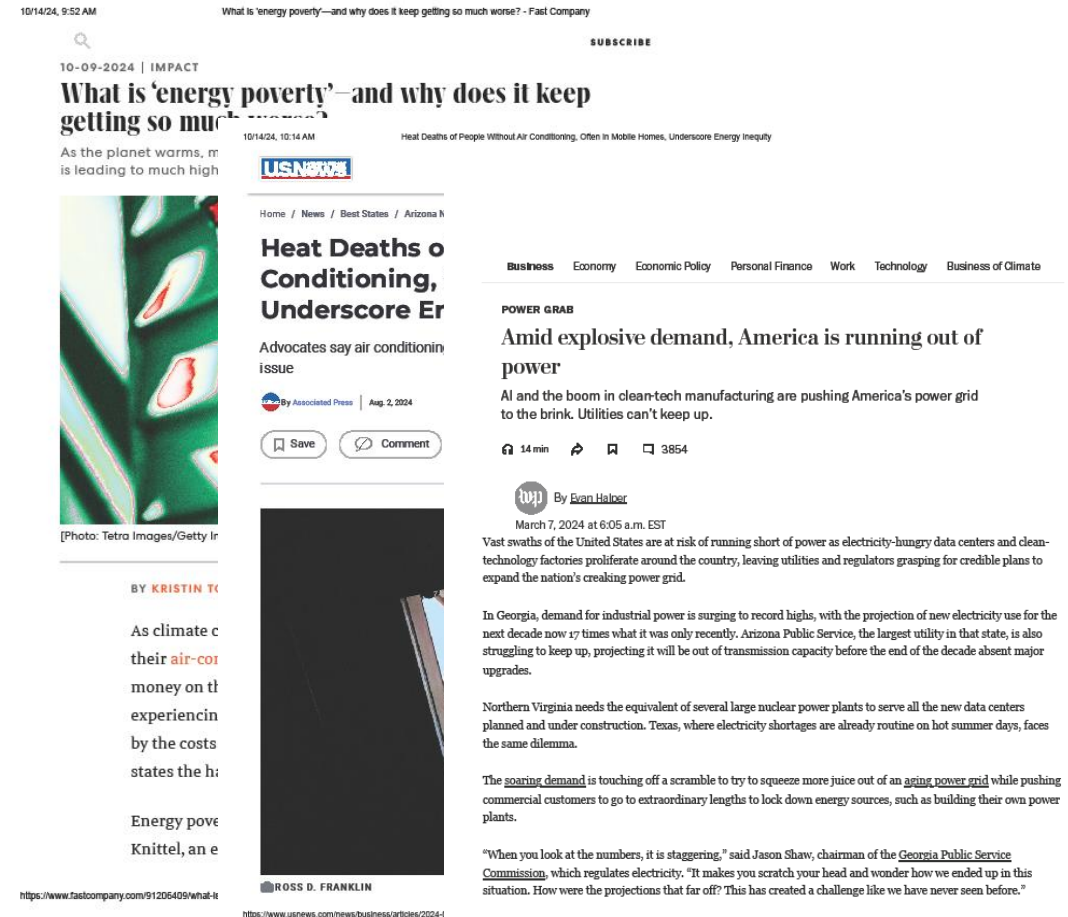 10/14/24, 9:52 AM
What is 'energy poverty'—and why does it keep getting so much worse? - Fast Company
SUBSCRIBE
10-09-2024 | IMPACT
What is ‘energy poverty’—and why does it keep
getting so much worse?
As the planet warms, m
is leading to much high
[Photo: Tetra Images/Getty Im
BY KRISTIN TO
As climate c
their air-con
money on th
experiencin
by the costs
states the ha
Energy pove
Knittel, an e
https://www.fastcompany.com/91206409/what-is
10/14/24, 10:14 AM
Heat Deaths of People Without Air Conditioning, Often in Mobile Homes, Underscore Energy Inequity
U.S.News
Home / News / Best States / Arizona N
Heat Deaths o
Conditioning,
Underscore En
Advocates say air conditioning
issue
By Associated Press | Aug. 2, 2024
Save
Comment
ROSS D. FRANKLIN
https://www.usnews.com/news/business/articles/2024-0
Business Economy Economic Policy Personal Finance Work Technology Business of Climate
POWER GRAB
Amid explosive demand, America is running out of
power
AI and the boom in clean-tech manufacturing are pushing America’s power grid
to the brink. Utilities can’t keep up.
14 min
3854
wp
By Evan Halper
March 7, 2024 at 6:05 a.m. EST
Vast swaths of the United States are at risk of running short of power as electricity-hungry data centers and clean-
technology factories proliferate around the country, leaving utilities and regulators grasping for credible plans to
expand the nation’s creaking power grid.
In Georgia, demand for industrial power is surging to record highs, with the projection of new electricity use for the
next decade now 17 times what it was only recently. Arizona Public Service, the largest utility in that state, is also
struggling to keep up, projecting it will be out of transmission capacity before the end of the decade absent major
upgrades.
Northern Virginia needs the equivalent of several large nuclear power plants to serve all the new data centers
planned and under construction. Texas, where electricity shortages are already routine on hot summer days, faces
the same dilemma.
The soaring demand is touching off a scramble to try to squeeze more juice out of an aging power grid while pushing
commercial customers to go to extraordinary lengths to lock down energy sources, such as building their own power
plants.
“When you look at the numbers, it is staggering,” said Jason Shaw, chairman of the Georgia Public Service
Commission, which regulates electricity. “It makes you scratch your head and wonder how we ended up in this
situation. How were the projections that far off? This has created a challenge like we have never seen before.”